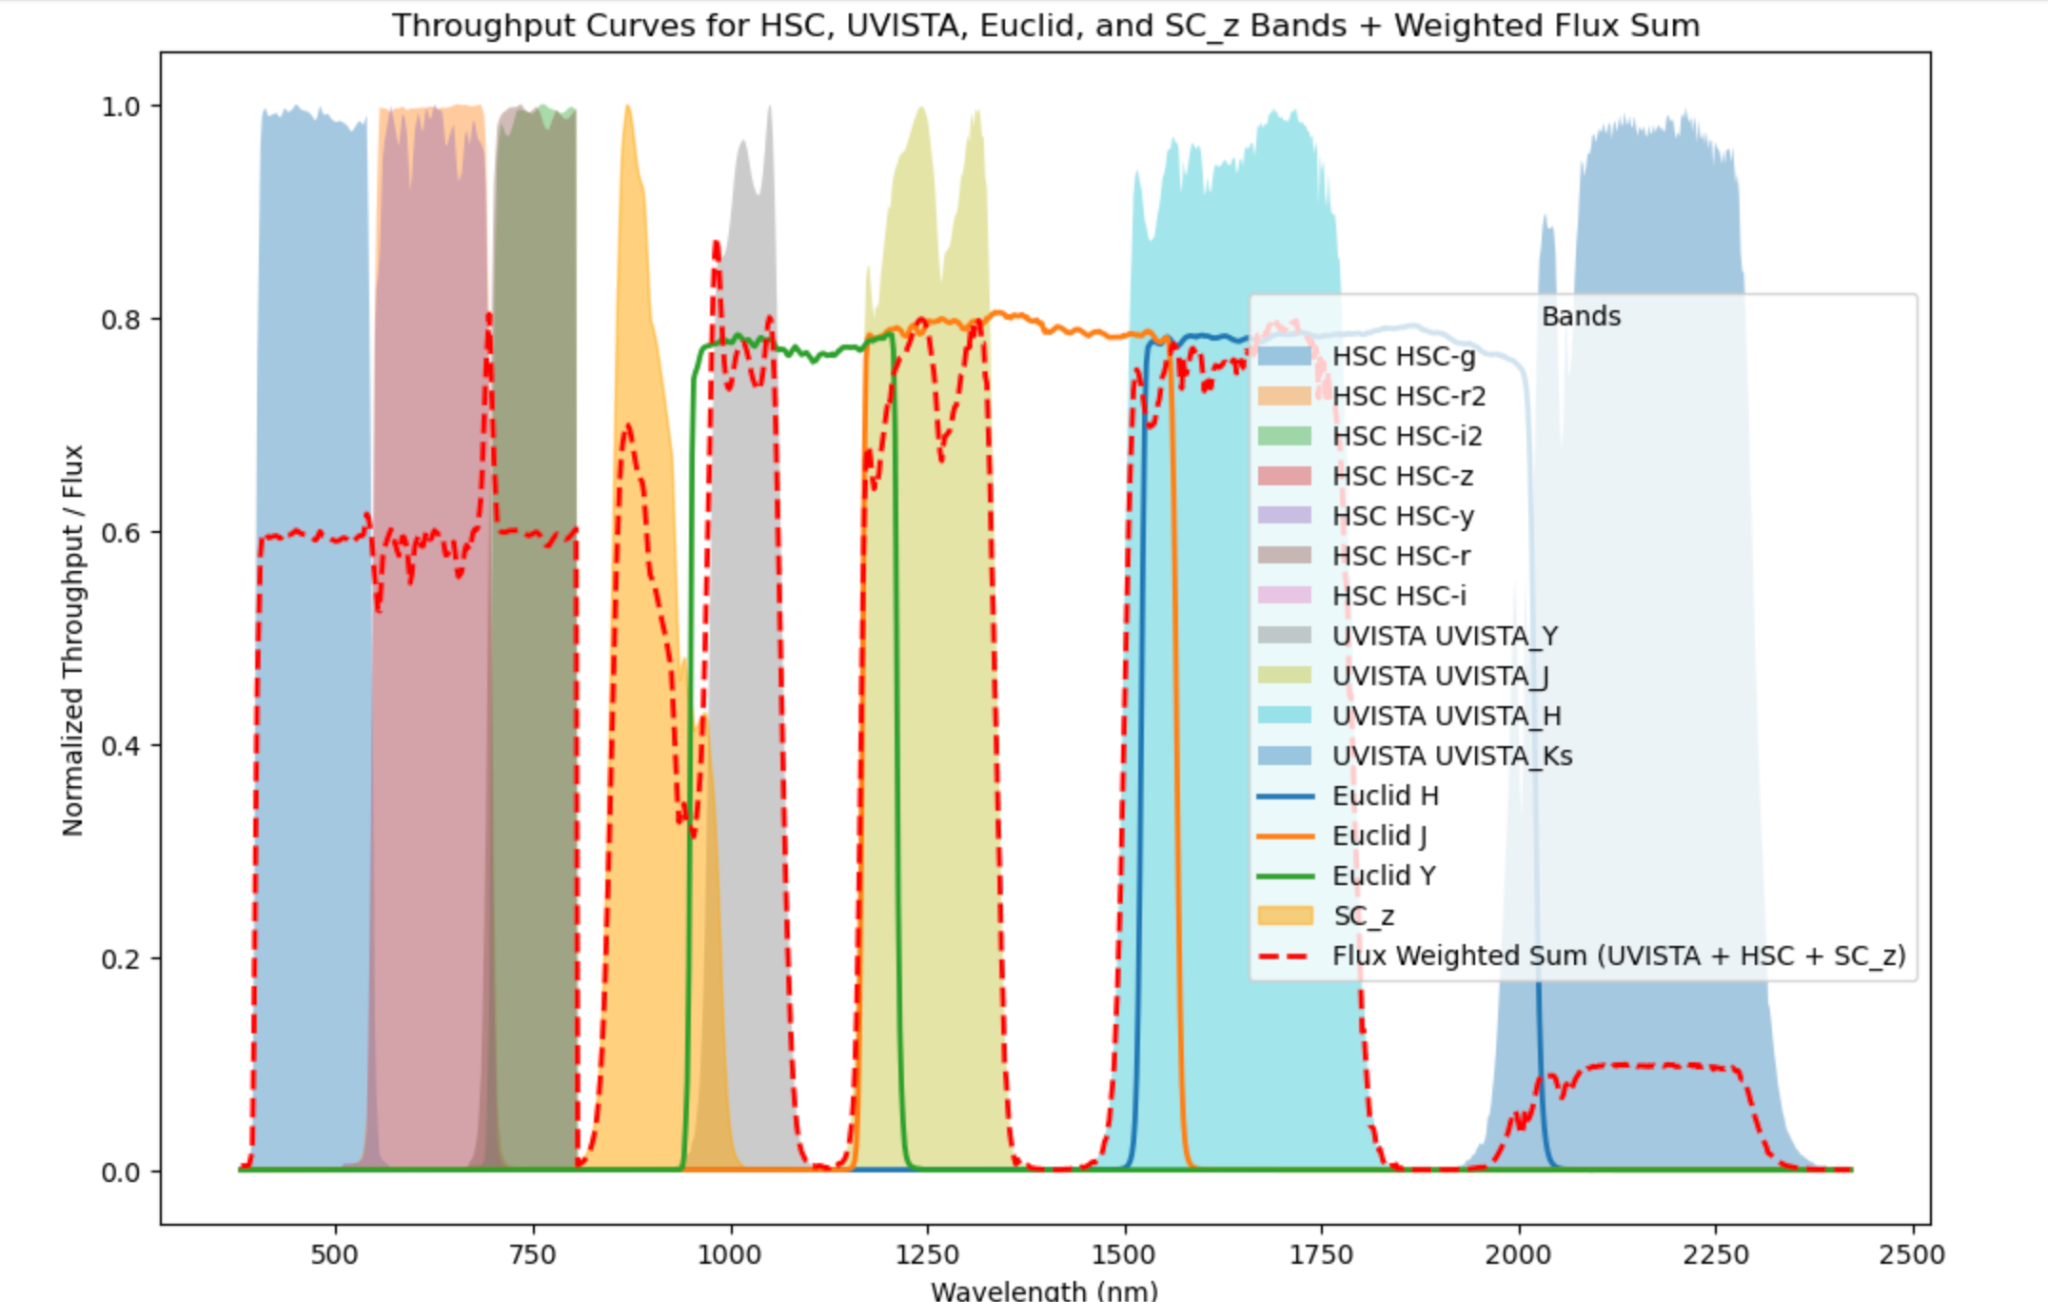 Throughput Curves for HSC, UVISTA, Euclid, and SC_z Bands + Weighted Flux Sum
Normalized Throughput / Flux
1.0
0.8
0.6
0.4
0.2
0.0
Bands
HSC HSC-g
HSC HSC-r2
HSC HSC-i2
HSC HSC-z
HSC HSC-y
HSC HSC-r
HSC HSC-i
UVISTA UVISTA_Y
UVISTA UVISTA_J
UVISTA UVISTA_H
UVISTA UVISTA_Ks
Euclid H
Euclid J
Euclid Y
SC_z
Flux Weighted Sum (UVISTA + HSC + SC_z)
500 750 1000 1250 1500 1750 2000 2250 2500
Wavelength (nm)